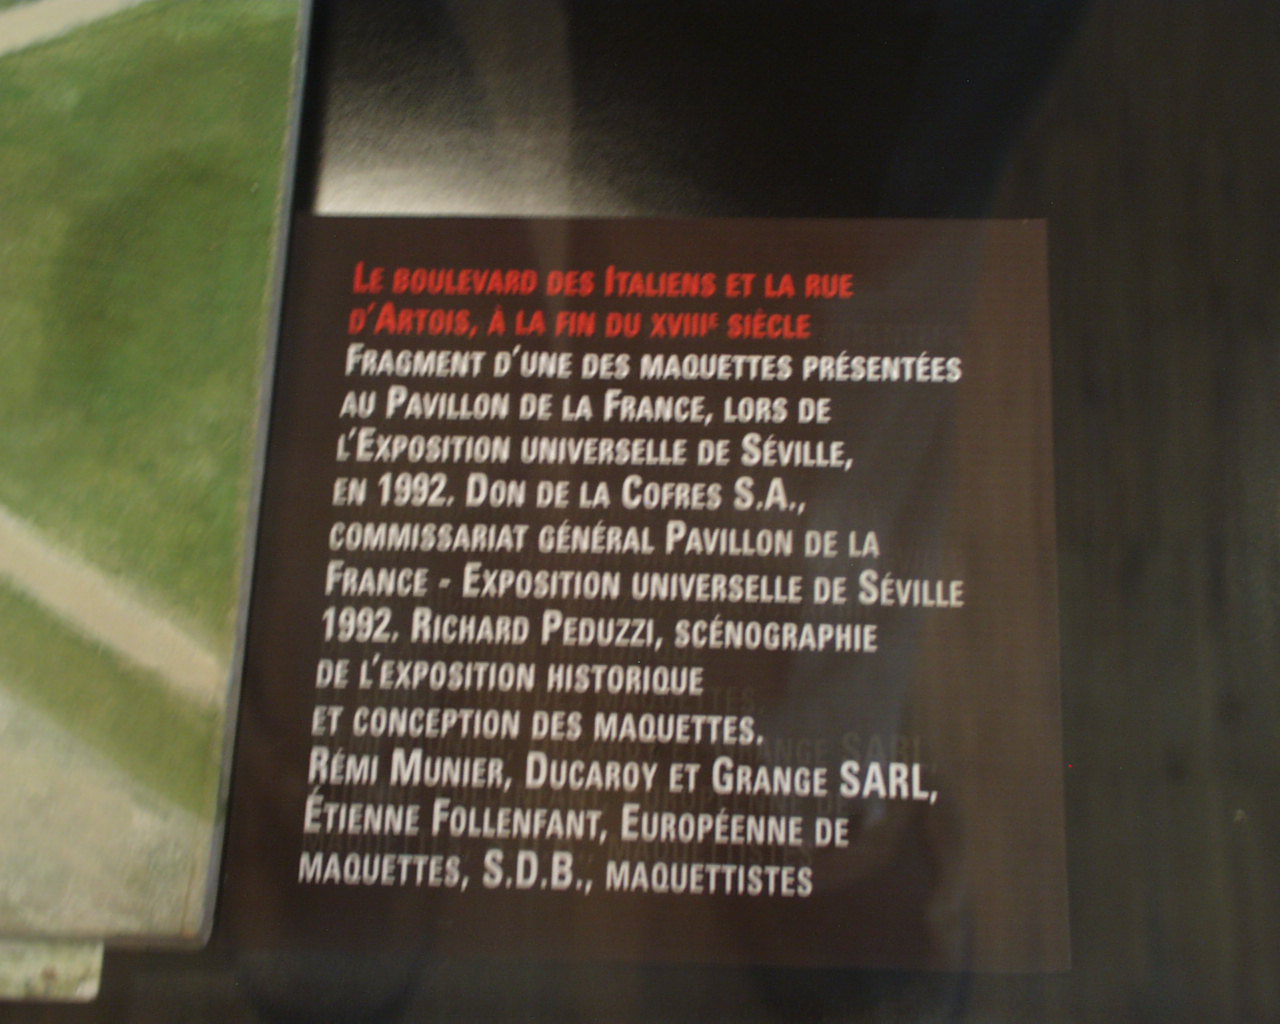 Le boulevard des Italiens et la rue
d'Artois, à la fin du XVIIIe siècle
Fragment d'une des maquettes présentées
au Pavillon de la France, lors de
l'Exposition universelle de Séville,
en 1992. Don de la Cofres S.A.,
commissariat général Pavillon de la
France - Exposition universelle de Séville
1992. Richard Peduzzi, scénographie
de l'exposition historique
et conception des maquettes.
Rémi Munier, Ducaroy et Grange SARL,
Étienne Follenfant, Européenne de
maquettes, S.D.B., maquettistes